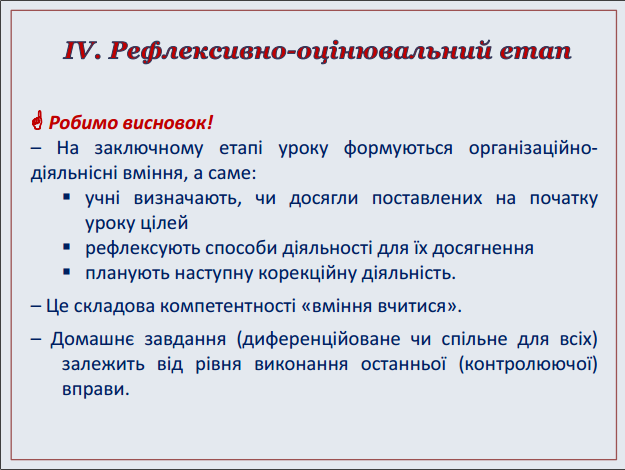 IV. Рефлексивно-оцінювальний етап
Робимо висновок!
– На заключному етапі уроку формуються організаційно-
діяльнісні вміння, а саме:
▪ учні визначають, чи досягли поставлених на початку
уроку цілей
▪ рефлексують способи діяльності для їх досягнення
▪ планують наступну корекційну діяльність.
– Це складова компетентності «вміння вчитися».
– Домашнє завдання (диференційоване чи спільне для всіх)
залежить від рівня виконання останньої (контролюючої)
вправи.